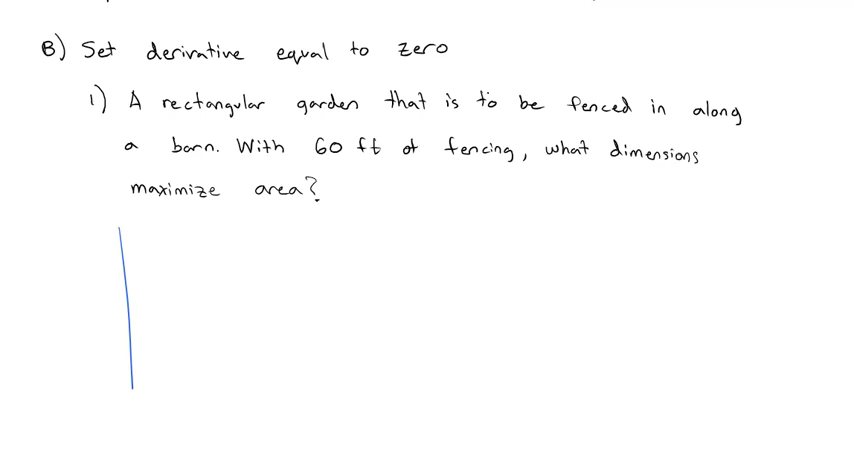 B) Set derivative equal to zero
1) A rectangular garden that is to be fenced in along
a barn. With 60 ft of fencing, what dimensions
maximize area?